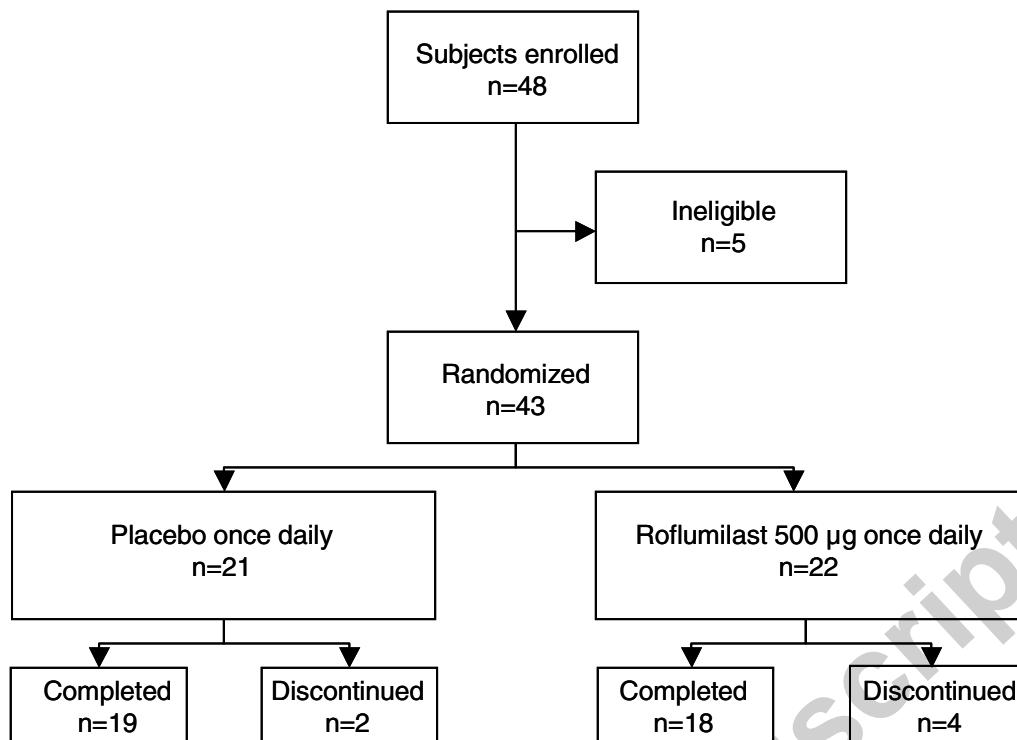 Subjects enrolled
n=48
Ineligible
n=5
Randomized
n=43
Placebo once daily
n=21
Roflumilast 500 µg once daily
n=22
Completed
n=19
Discontinued
n=2
Completed
n=18
Discontinued
n=4
script